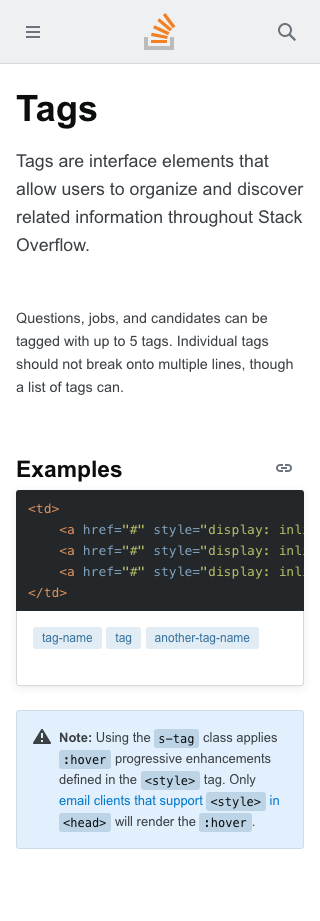 Tags
Tags are interface elements that
allow users to organize and discover
related information throughout Stack
Overflow.
Questions, jobs, and candidates can be
tagged with up to 5 tags. Individual tags
should not break onto multiple lines, though
a list of tags can.
Examples
<td>
<a href="#" style="display: inl
<a href="#" style="display: inl
<a href="#" style="display: inl
</td>
tag-name tag another-tag-name
Note: Using the s-tag class applies
:hover progressive enhancements
defined in the <style> tag. Only
email clients that support <style> in
<head> will render the :hover.